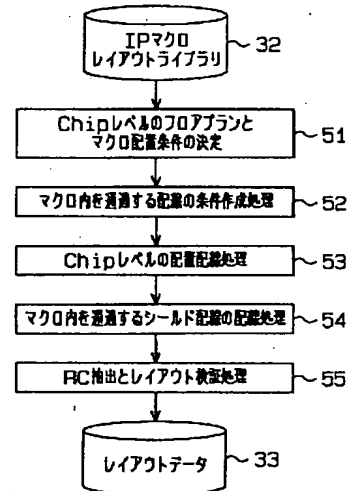 IPマクロ
レイアウトライブラリ
32
Chipレベルのフロアプランと
マクロ配置条件の決定
51
マクロ内を通過する配線の条件作成処理
52
Chipレベルの配置配線処理
53
マクロ内を通過するシールド配線の配線処理
54
RC抽出とレイアウト検証処理
55
レイアウトデータ
33